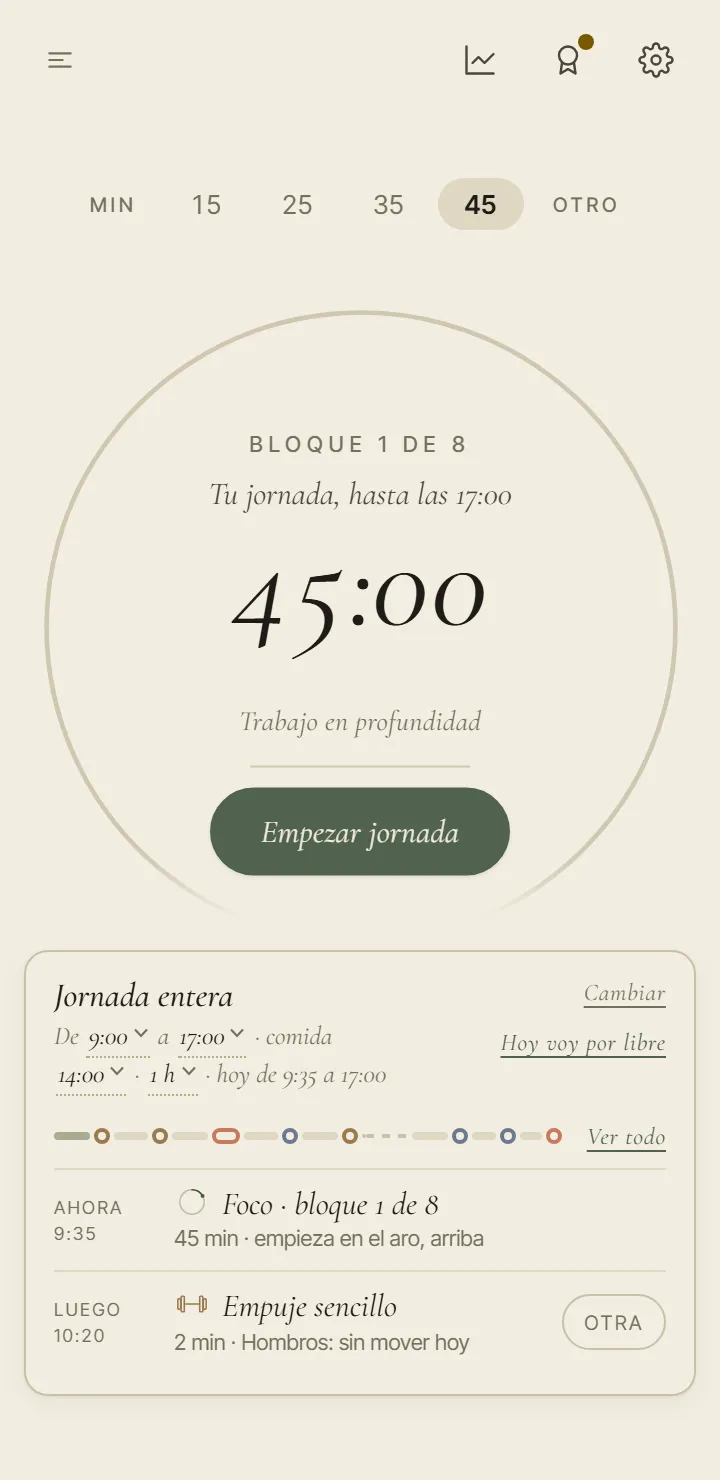 MIN 15 25 35 45 OTRO
BLOQUE 1 DE 8
Tu jornada, hasta las 17:00
45:00
Trabajo en profundidad
Empezar jornada
Jornada entera
Cambiar
De 9:00 a 17:00 · comida
Hoy voy por libre
14:00 · 1 h · hoy de 9:35 a 17:00
Ver todo
AHORA
9:35
Foco · bloque 1 de 8
45 min · empieza en el aro, arriba
LUEGO
10:20
Empuje sencillo
2 min · Hombros: sin mover hoy
OTRA